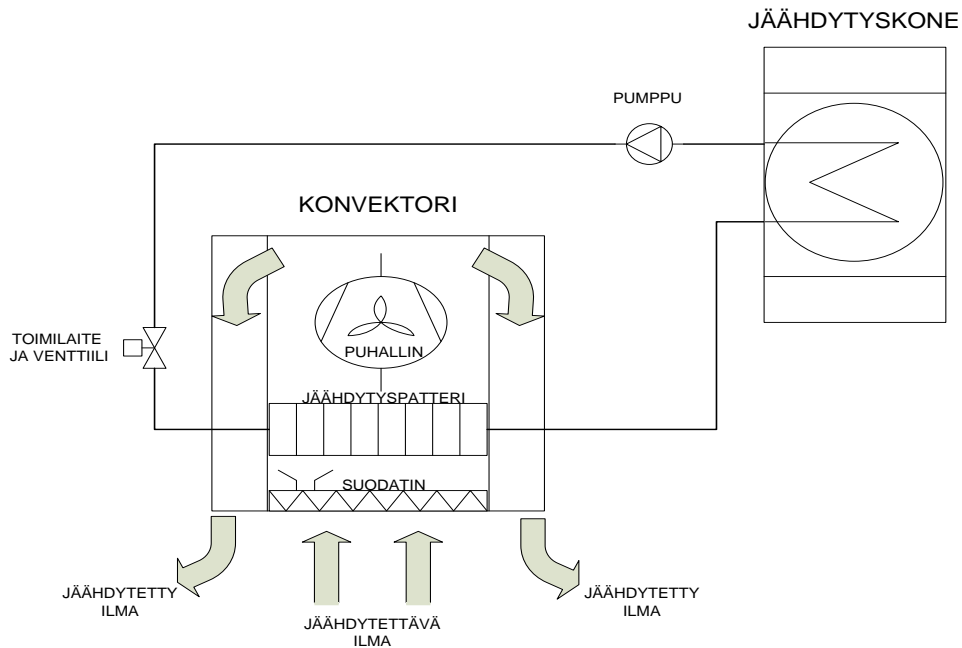 JÄÄHDYTYSKONE
PUMPPU
KONVEKTORI
TOIMILAITE
JA VENTTIILI
PUHALLIN
JÄÄHDYTYSPATTERI
SUODATIN
JÄÄHDYTETTY
ILMA
JÄÄHDYTETTÄVÄ
ILMA
JÄÄHDYTETTY
ILMA